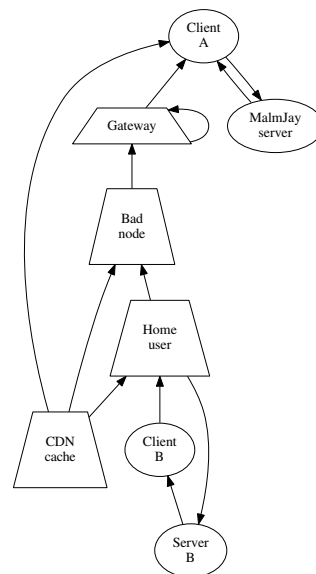 Client
A
Gateway
MalmJay
server
Bad
node
Home
user
CDN
cache
Client
B
Server
B